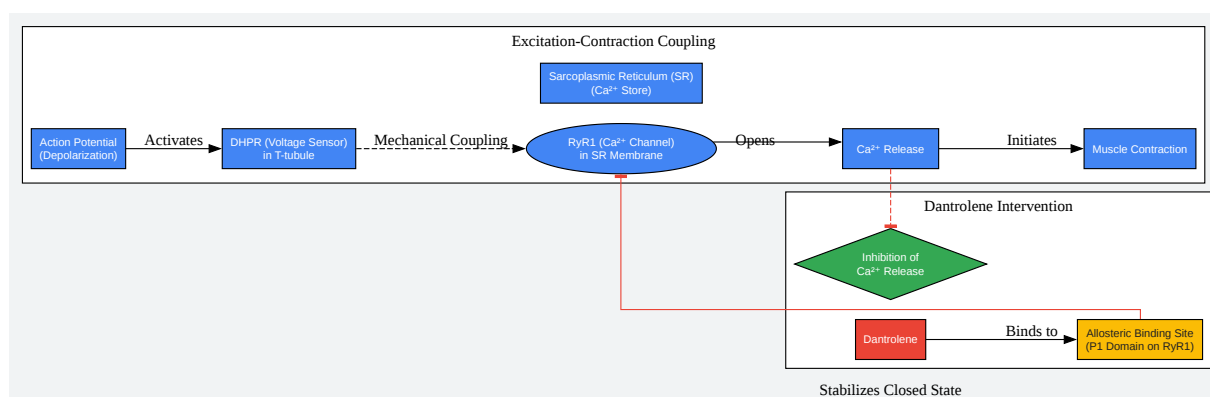 Excitation-Contraction Coupling
Sarcoplasmic Reticulum (SR)
(Ca²⁺ Store)
Action Potential
(Depolarization)
Activates
DHPR (Voltage Sensor)
in T-tubule
Mechanical Coupling
RyR1 (Ca²⁺ Channel)
in SR Membrane
Opens
Ca²⁺ Release
Initiates
Muscle Contraction
Dantrolene Intervention
Inhibition of
Ca²⁺ Release
Dantrolene
Binds to
Allosteric Binding Site
(P1 Domain on RyR1)
Stabilizes Closed State